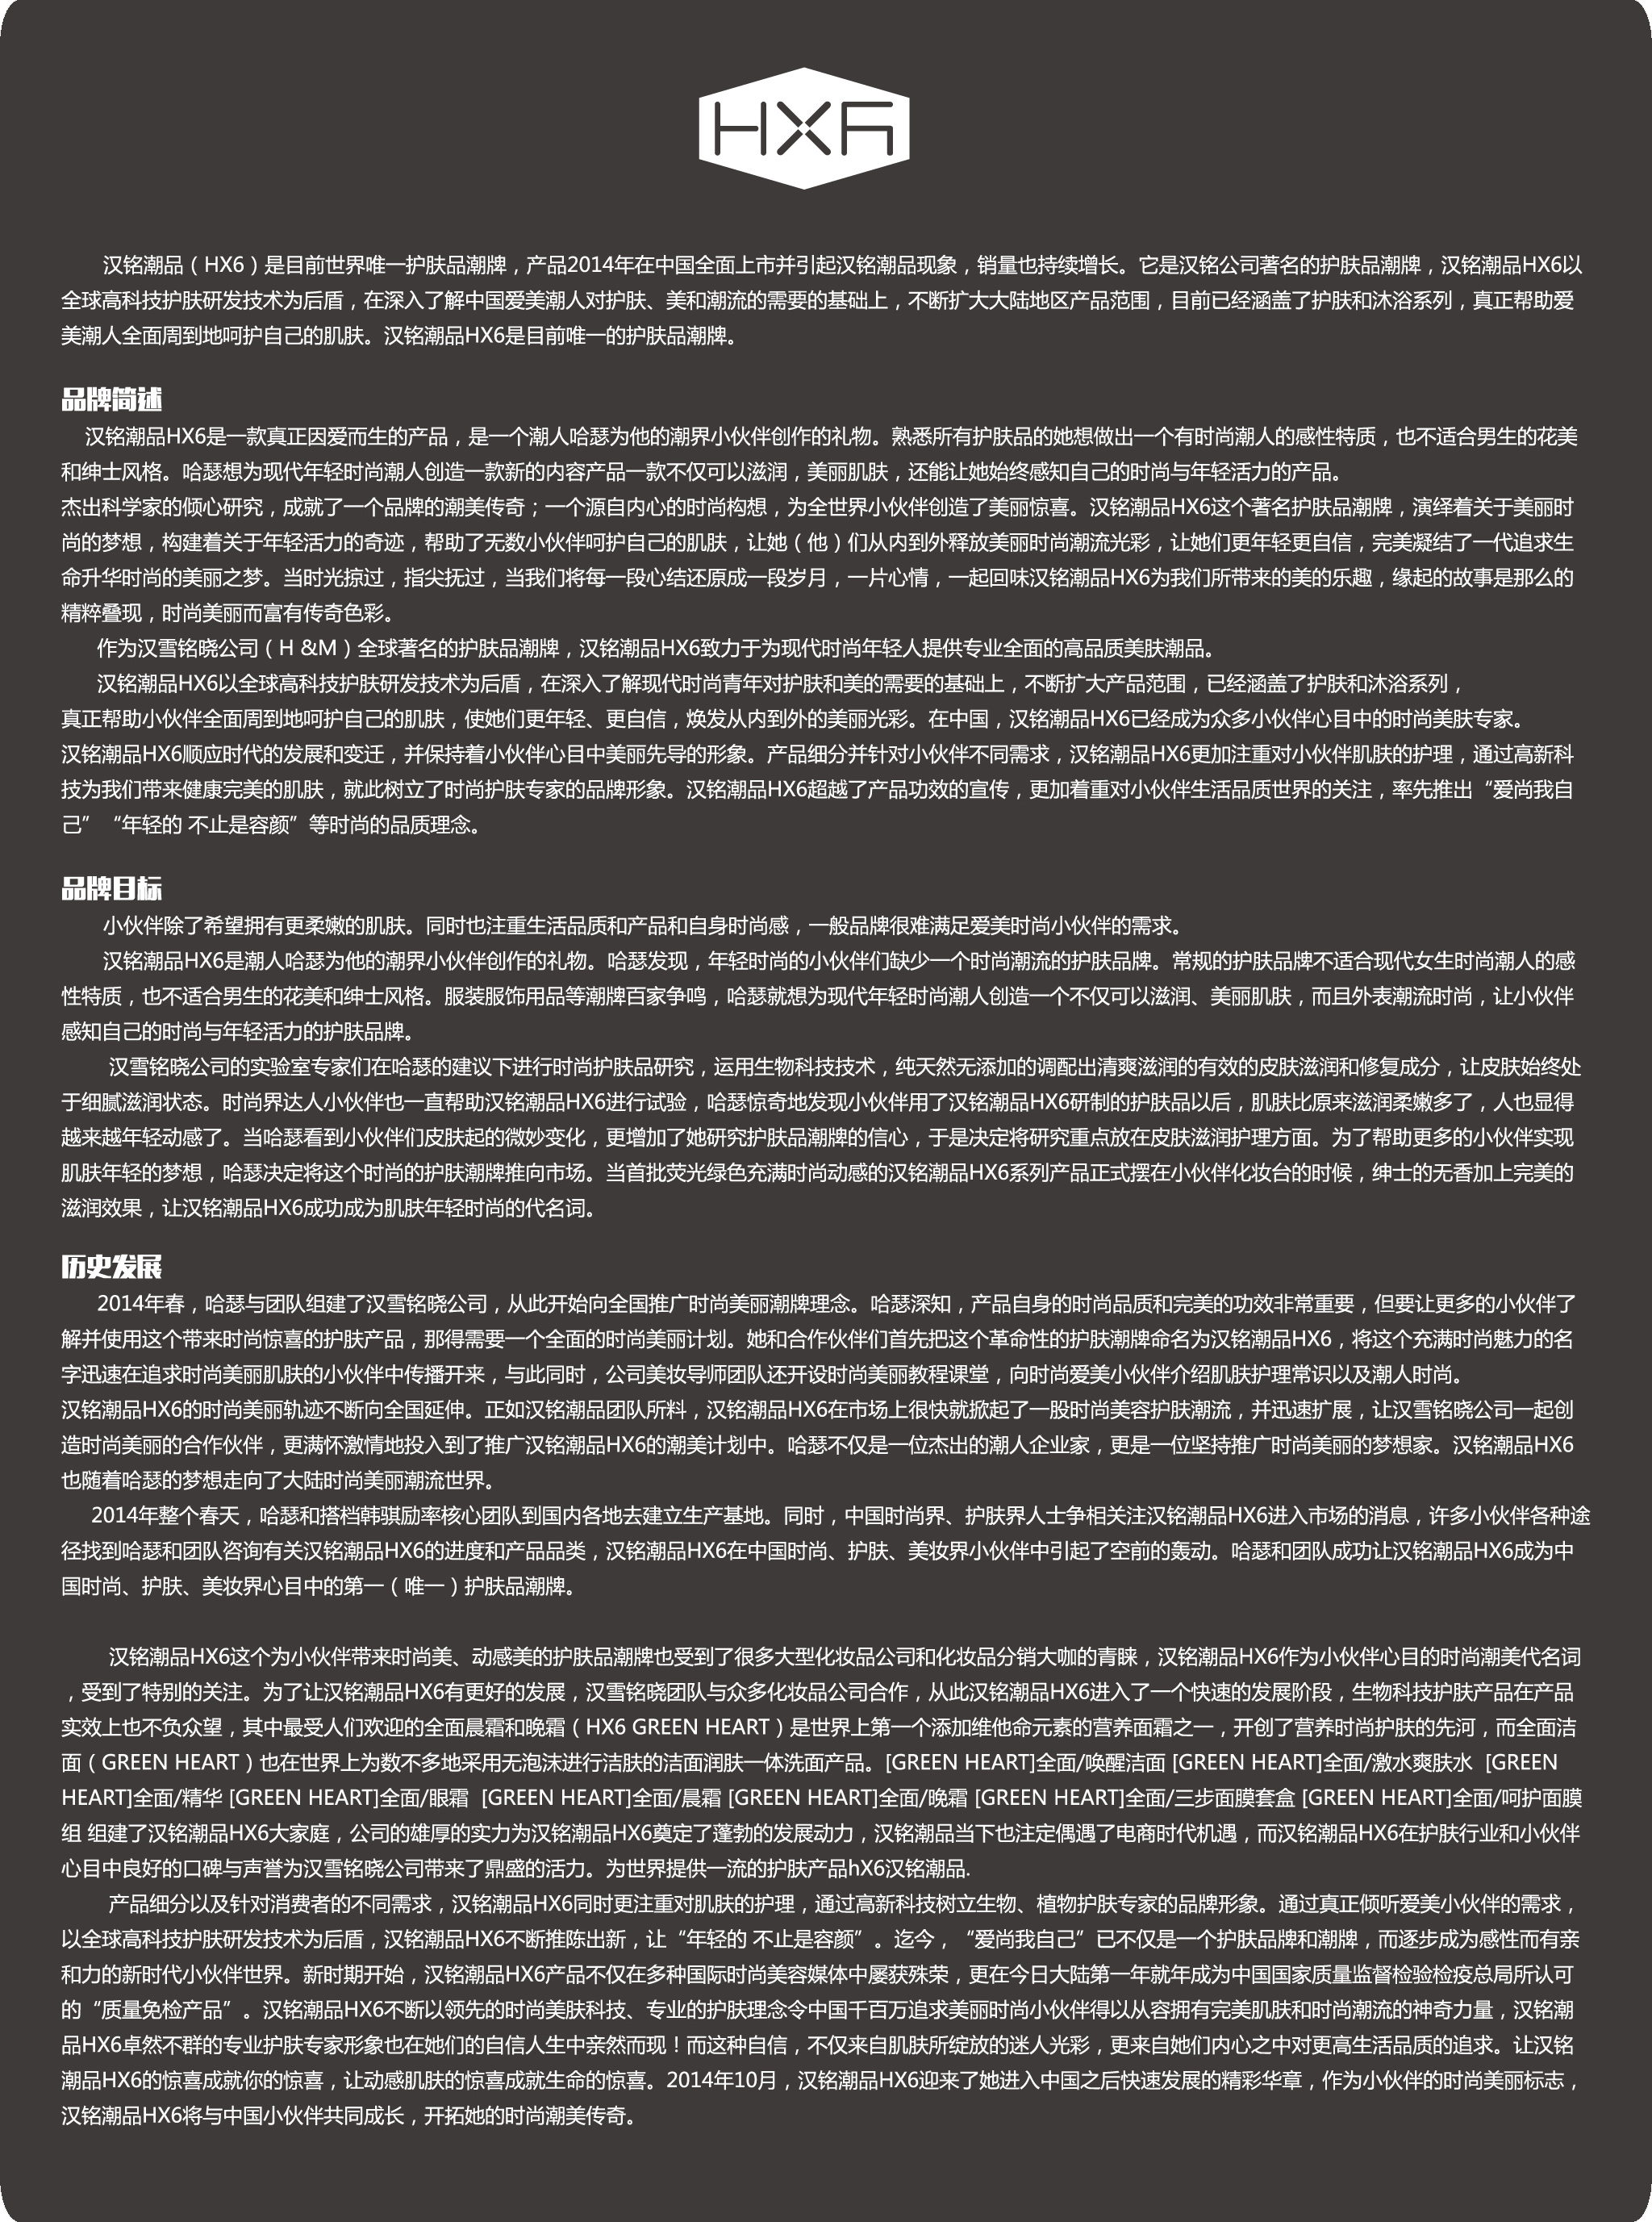 HX6
汉铭潮品（HX6）是目前世界唯一护肤品潮牌，产品2014年在中国全面上市并引起汉铭潮品现象，销量也持续增长。它是汉铭公司著名的护肤品潮牌，汉铭潮品HX6以
全球高科技护肤研发技术为后盾，在深入了解中国爱美潮人对护肤、美和潮流的需要的基础上，不断扩大大陆地区产品范围，目前已经涵盖了护肤和沐浴系列，真正帮助爱
美潮人全面周到地呵护自己的肌肤。汉铭潮品HX6是目前唯一的护肤品潮牌。
品牌简述
汉铭潮品HX6是一款真正因爱而生的产品，是一个潮人哈瑟为他的潮界小伙伴创作的礼物。熟悉所有护肤品的她想做出一个有时尚潮人的感性特质，也不适合男生的花美
和绅士风格。哈瑟想为现代年轻时尚潮人创造一款新的内容产品一款不仅可以滋润，美丽肌肤，还能让她始终感知自己的时尚与年轻活力的产品。
杰出科学家的倾心研究，成就了一个品牌的潮美传奇；一个源自内心的时尚构想，为全世界小伙伴创造了美丽惊喜。汉铭潮品HX6这个著名护肤品潮牌，演绎着关于美丽时
尚的梦想，构建着关于年轻活力的奇迹，帮助了无数小伙伴呵护自己的肌肤，让她（他）们从内到外释放美丽时尚潮流光彩，让她们更年轻更自信，完美凝结了一代追求生
命升华时尚的美丽之梦。当时光掠过，指尖抚过，当我们将每一段心结还原成一段岁月，一片心情，一起回味汉铭潮品HX6为我们所带来的美的乐趣，缘起的故事是那么的
精粹叠现，时尚美丽而富有传奇色彩。
作为汉雪铭晓公司（H &M）全球著名的护肤品潮牌，汉铭潮品HX6致力于为现代时尚年轻人提供专业全面的高品质美肤潮品。
汉铭潮品HX6以全球高科技护肤研发技术为后盾，在深入了解现代时尚青年对护肤和美的需要的基础上，不断扩大产品范围，已经涵盖了护肤和沐浴系列，
真正帮助小伙伴全面周到地呵护自己的肌肤，使她们更年轻、更自信，焕发从内到外的美丽光彩。在中国，汉铭潮品HX6已经成为众多小伙伴心目中的时尚美肤专家。
汉铭潮品HX6顺应时代的发展和变迁，并保持着小伙伴心目中美丽先导的形象。产品细分并针对小伙伴不同需求，汉铭潮品HX6更加注重对小伙伴肌肤的护理，通过高新科
技为我们带来健康完美的肌肤，就此树立了时尚护肤专家的品牌形象。汉铭潮品HX6超越了产品功效的宣传，更加着重对小伙伴生活品质世界的关注，率先推出“爱尚我自
己”“年轻的 不止是容颜”等时尚的品质理念。
品牌目标
小伙伴除了希望拥有更柔嫩的肌肤。同时也注重生活品质和产品和自身时尚感，一般品牌很难满足爱美时尚小伙伴的需求。
汉铭潮品HX6是潮人哈瑟为他的潮界小伙伴创作的礼物。哈瑟发现，年轻时尚的小伙伴们缺少一个时尚潮流的护肤品牌。常规的护肤品牌不适合现代女生时尚潮人的感
性特质，也不适合男生的花美和绅士风格。服装服饰用品等潮牌百家争鸣，哈瑟就想为现代年轻时尚潮人创造一个不仅可以滋润、美丽肌肤，而且外表潮流时尚，让小伙伴
感知自己的时尚与年轻活力的护肤品牌。
汉雪铭晓公司的实验室专家们在哈瑟的建议下进行时尚护肤品研究，运用生物科技技术，纯天然无添加的调配出清爽滋润的有效的皮肤滋润和修复成分，让皮肤始终处
于细腻滋润状态。时尚界达人小伙伴也一直帮助汉铭潮品HX6进行试验，哈瑟惊奇地发现小伙伴用了汉铭潮品HX6研制的护肤品以后，肌肤比原来滋润柔嫩多了，人也显得
越来越年轻动感了。当哈瑟看到小伙伴们皮肤起的微妙变化，更增加了她研究护肤品潮牌的信心，于是决定将研究重点放在皮肤滋润护理方面。为了帮助更多的小伙伴实现
肌肤年轻的梦想，哈瑟决定将这个时尚的护肤潮牌推向市场。当首批荧光绿色充满时尚动感的汉铭潮品HX6系列产品正式摆在小伙伴化妆台的时候，绅士的无香加上完美的
滋润效果，让汉铭潮品HX6成功成为肌肤年轻时尚的代名词。
历史发展
2014年春，哈瑟与团队组建了汉雪铭晓公司，从此开始向全国推广时尚美丽潮牌理念。哈瑟深知，产品自身的时尚品质和完美的功效非常重要，但要让更多的小伙伴了
解并使用这个带来时尚惊喜的护肤产品，那得需要一个全面的时尚美丽计划。她和合作伙伴们首先把这个革命性的护肤潮牌命名为汉铭潮品HX6，将这个充满时尚魅力的名
字迅速在追求时尚美丽肌肤的小伙伴中传播开来，与此同时，公司美妆导师团队还开设时尚美丽教程课堂，向时尚爱美小伙伴介绍肌肤护理常识以及潮人时尚。
汉铭潮品HX6的时尚美丽轨迹不断向全国延伸。正如汉铭潮品团队所料，汉铭潮品HX6在市场上很快就掀起了一股时尚美容护肤潮流，并迅速扩展，让汉雪铭晓公司一起创
造时尚美丽的合作伙伴，更满怀激情地投入到了推广汉铭潮品HX6的潮美计划中。哈瑟不仅是一位杰出的潮人企业家，更是一位坚持推广时尚美丽的梦想家。汉铭潮品HX6
也随着哈瑟的梦想走向了大陆时尚美丽潮流世界。
2014年整个春天，哈瑟和搭档韩骐励率核心团队到国内各地去建立生产基地。同时，中国时尚界、护肤界人士争相关注汉铭潮品HX6进入市场的消息，许多小伙伴各种途
径找到哈瑟和团队咨询有关汉铭潮品HX6的进度和产品品类，汉铭潮品HX6在中国时尚、护肤、美妆界小伙伴中引起了空前的轰动。哈瑟和团队成功让汉铭潮品HX6成为中
国时尚、护肤、美妆界心目中的第一（唯一）护肤品潮牌。
汉铭潮品HX6这个为小伙伴带来时尚美、动感美的护肤品潮牌也受到了很多大型化妆品公司和化妆品分销大咖的青睐，汉铭潮品HX6作为小伙伴心目的时尚潮美代名词
，受到了特别的关注。为了让汉铭潮品HX6有更好的发展，汉雪铭晓团队与众多化妆品公司合作，从此汉铭潮品HX6进入了一个快速的发展阶段，生物科技护肤产品在产品
实效上也不负众望，其中最受人们欢迎的全面晨霜和晚霜（HX6 GREEN HEART）是世界上第一个添加维他命元素的营养面霜之一，开创了营养时尚护肤的先河，而全面洁
面（GREEN HEART）也在世界上为数不多地采用无泡沫进行洁肤的洁面润肤一体洗面产品。[GREEN HEART]全面/唤醒洁面 [GREEN HEART]全面/激水爽肤水 [GREEN
HEART]全面/精华 [GREEN HEART]全面/眼霜 [GREEN HEART]全面/晨霜 [GREEN HEART]全面/晚霜 [GREEN HEART]全面/三步面膜套盒 [GREEN HEART]全面/呵护面膜
组 组建了汉铭潮品HX6大家庭，公司的雄厚的实力为汉铭潮品HX6奠定了蓬勃的发展动力，汉铭潮品当下也注定偶遇了电商时代机遇，而汉铭潮品HX6在护肤行业和小伙伴
心目中良好的口碑与声誉为汉雪铭晓公司带来了鼎盛的活力。为世界提供一流的护肤产品hX6汉铭潮品.
产品细分以及针对消费者的不同需求，汉铭潮品HX6同时更注重对肌肤的护理，通过高新科技树立生物、植物护肤专家的品牌形象。通过真正倾听爱美小伙伴的需求，
以全球高科技护肤研发技术为后盾，汉铭潮品HX6不断推陈出新，让“年轻的 不止是容颜”。迄今，“爱尚我自己”已不仅是一个护肤品牌和潮牌，而逐步成为感性而有亲
和力的新时代小伙伴世界。新时期开始，汉铭潮品HX6产品不仅在多种国际时尚美容媒体中屡获殊荣，更在今日大陆第一年就年成为中国国家质量监督检验检疫总局所认可
的“质量免检产品”。汉铭潮品HX6不断以领先的时尚美肤科技、专业的护肤理念令中国千百万追求美丽时尚小伙伴得以从容拥有完美肌肤和时尚潮流的神奇力量，汉铭潮
品HX6卓然不群的专业护肤专家形象也在她们的自信人生中亲然而现！而这种自信，不仅来自肌肤所绽放的迷人光彩，更来自她们内心之中对更高生活品质的追求。让汉铭
潮品HX6的惊喜成就你的惊喜，让动感肌肤的惊喜成就生命的惊喜。2014年10月，汉铭潮品HX6迎来了她进入中国之后快速发展的精彩华章，作为小伙伴的时尚美丽标志，
汉铭潮品HX6将与中国小伙伴共同成长，开拓她的时尚潮美传奇。